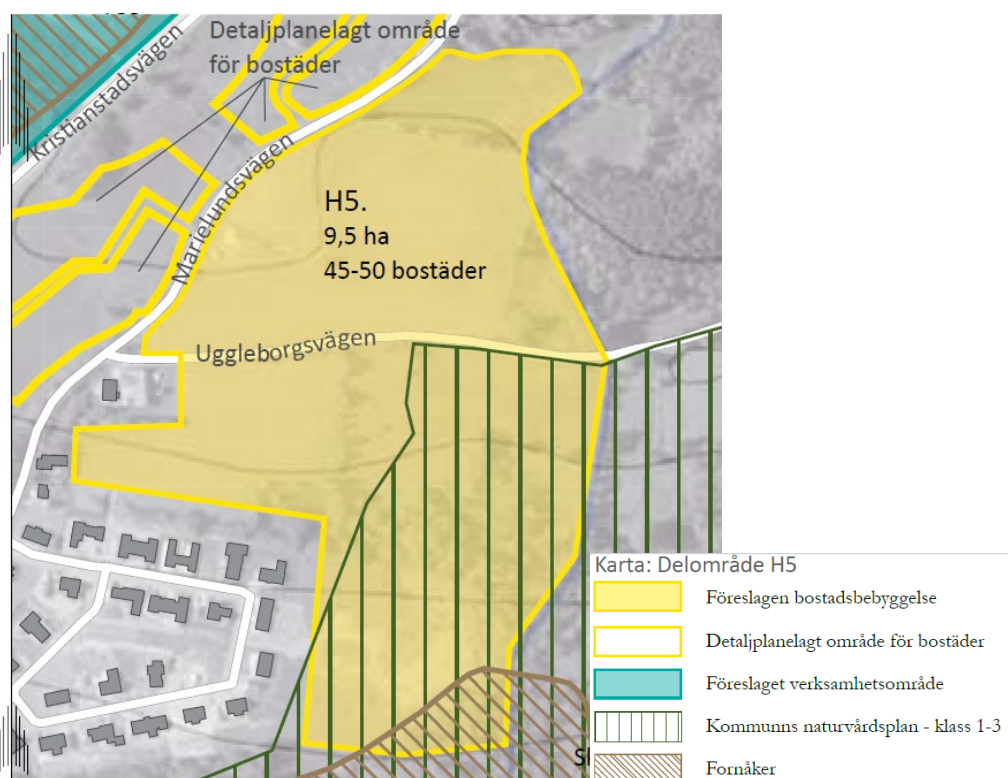 Detaljplanelagt område
för bostäder
Kristianstadsvägen
Marielundsvägen
H5.
9,5 ha
45-50 bostäder
Uggleborgsvägen
Karta: Delområde H5
Föreslagen bostadsbebyggelse
Detaljplanelagt område för bostäder
Föreslaget verksamhetsområde
Kommunns naturvårdsplan - klass 1-3
Fornåker